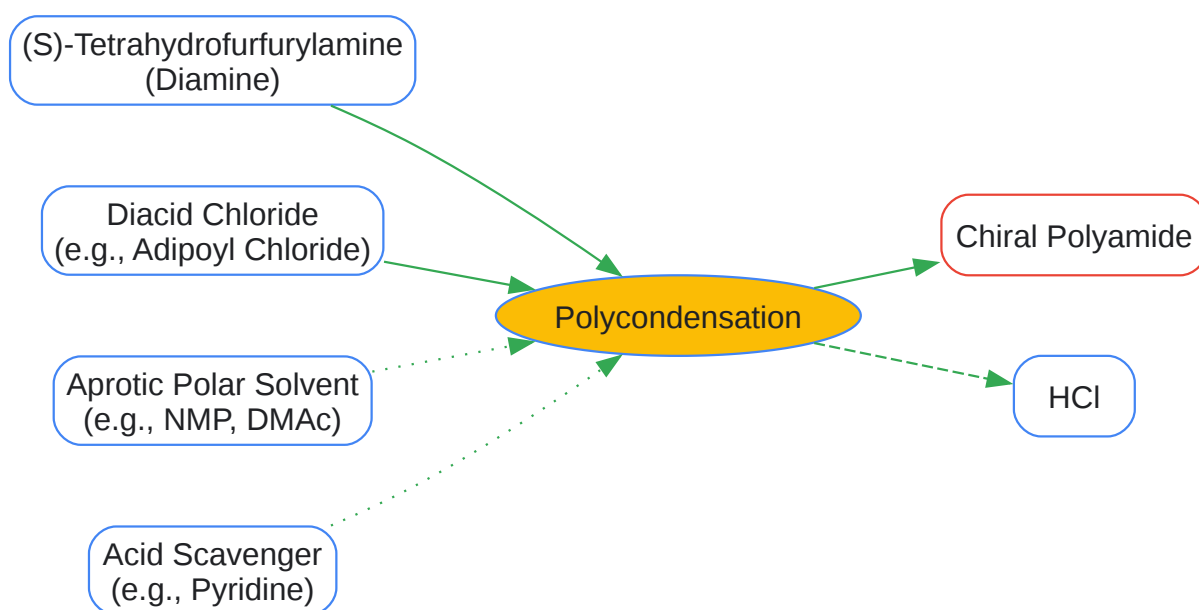 (S)-Tetrahydrofurfurylamine
(Diamine)
Diacid Chloride
(e.g., Adipoyl Chloride)
Aprotic Polar Solvent
(e.g., NMP, DMAc)
Acid Scavenger
(e.g., Pyridine)
Polycondensation
Chiral Polyamide
HCl